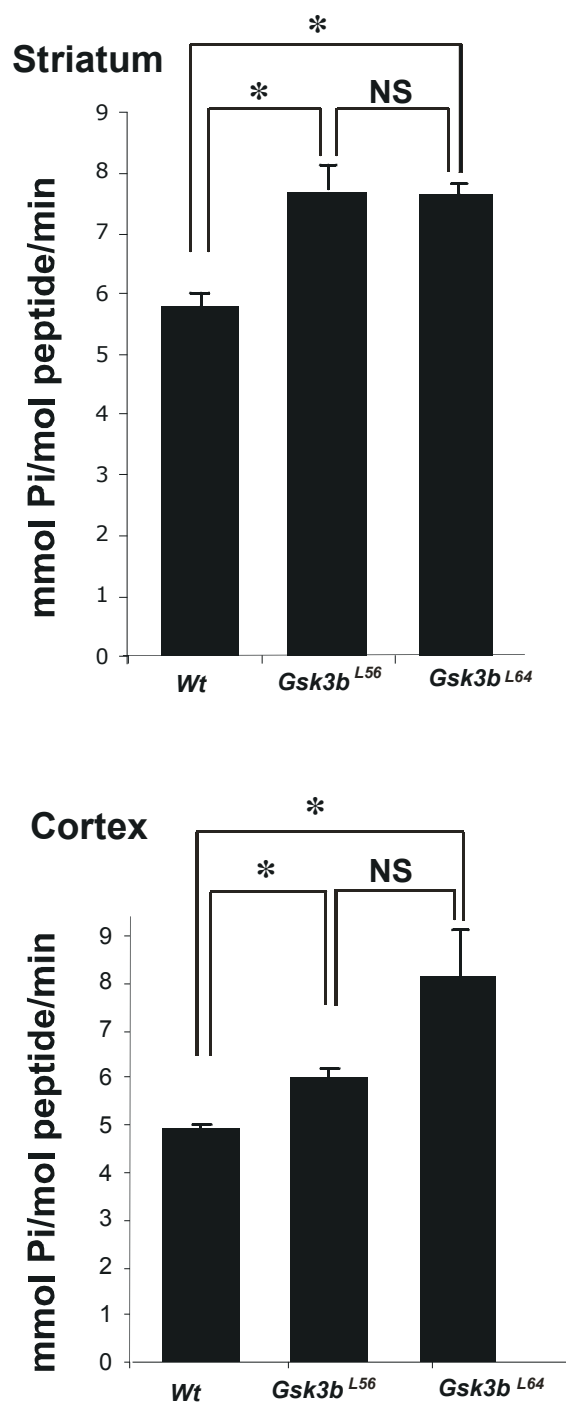 *
Striatum
* NS
mmol Pi/mol peptide/min
9
8
7
6
5
4
3
2
1
0
Wt Gsk3b L56 Gsk3b L64
*
Cortex
* NS
mmol Pi/mol peptide/min
9
8
7
6
5
4
3
2
1
0
Wt Gsk3b L56 Gsk3b L64